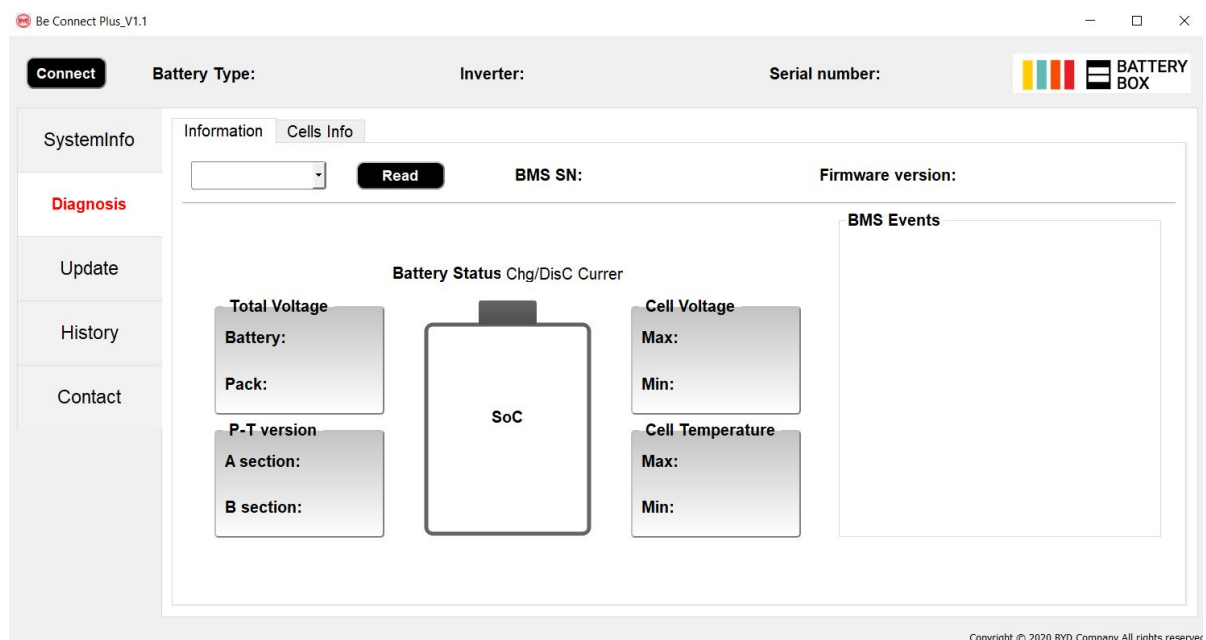 Be Connect Plus_V1.1
Connect
Battery Type:
Inverter:
Serial number:
BATTERY
BOX
SystemInfo
Diagnosis
Update
History
Contact
Information
Cells Info
Read
BMS SN:
Firmware version:
BMS Events
Battery Status Chg/DisC Currer
Total Voltage
Battery:
Pack:
P-T version
A section:
B section:
SoC
Cell Voltage
Max:
Min:
Cell Temperature
Max:
Min:
Copyright © 2020 BYD Company All rights reserved